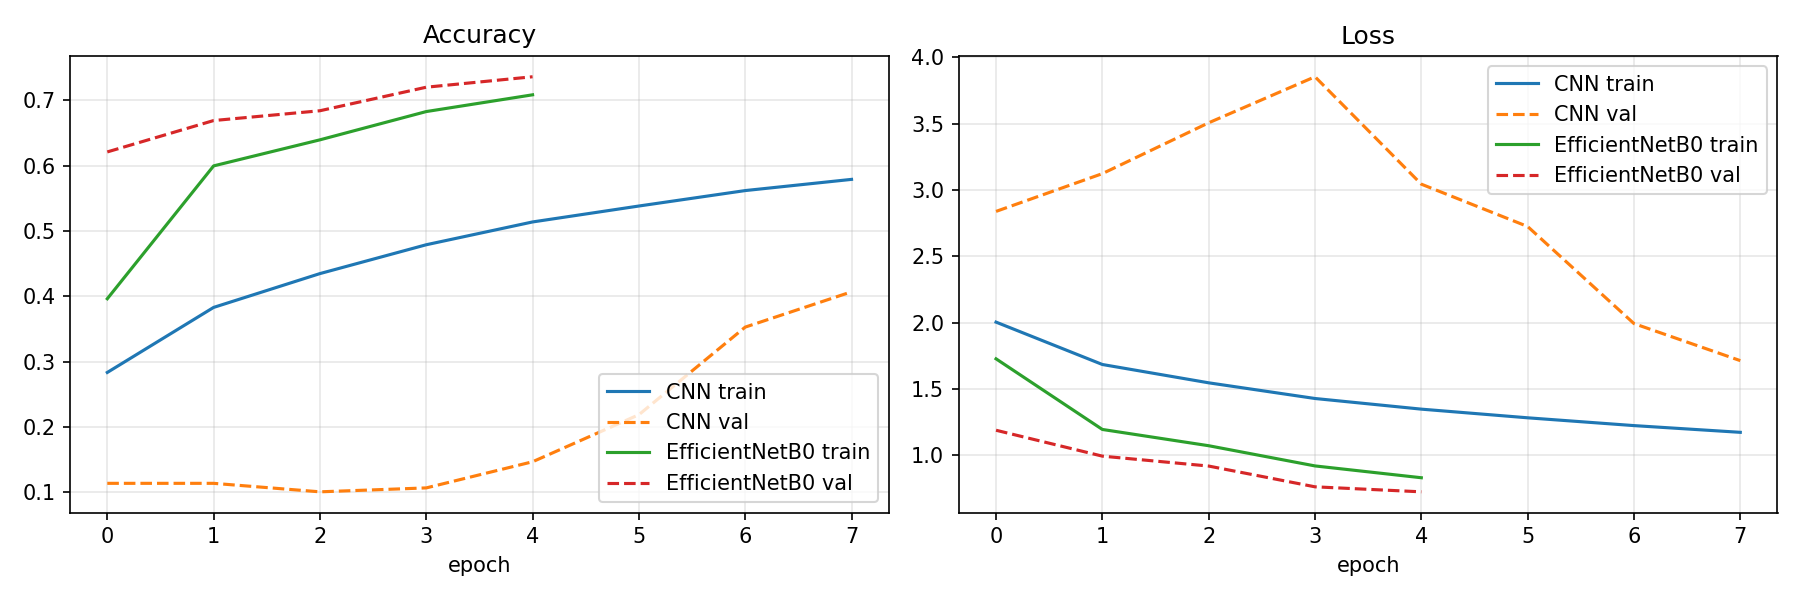 Accuracy
0.7
0.6
0.5
0.4
0.3
0.2
0.1
0 1 2 3 4 5 6 7
epoch
CNN train
CNN val
EfficientNetB0 train
EfficientNetB0 val
Loss
4.0
3.5
3.0
2.5
2.0
1.5
1.0
0 1 2 3 4 5 6 7
epoch
CNN train
CNN val
EfficientNetB0 train
EfficientNetB0 val